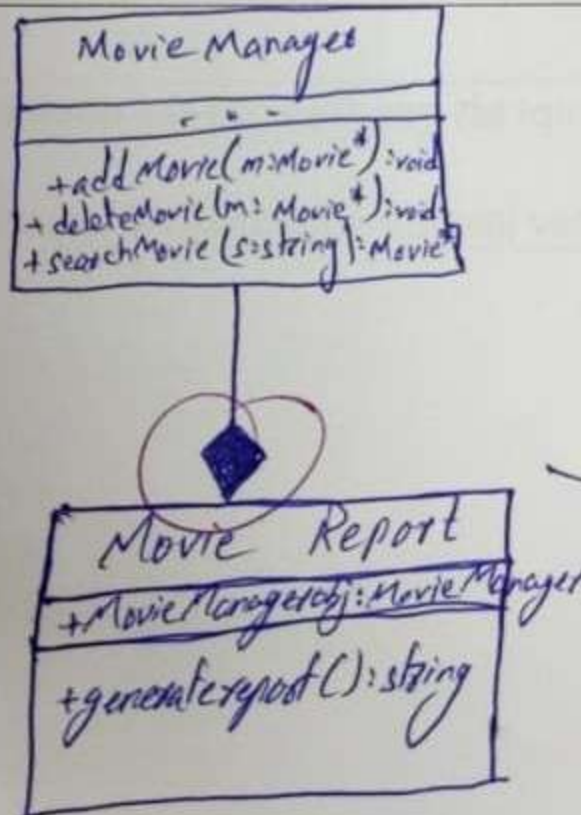 Movie Manager
- - -
+addMovie(m:Movie*):void
+deleteMovie(m: Movie*):void
+searchMovie(s:string):Movie*
Movie Report
+MovieManagerobj:MovieManager
+generatereport():string